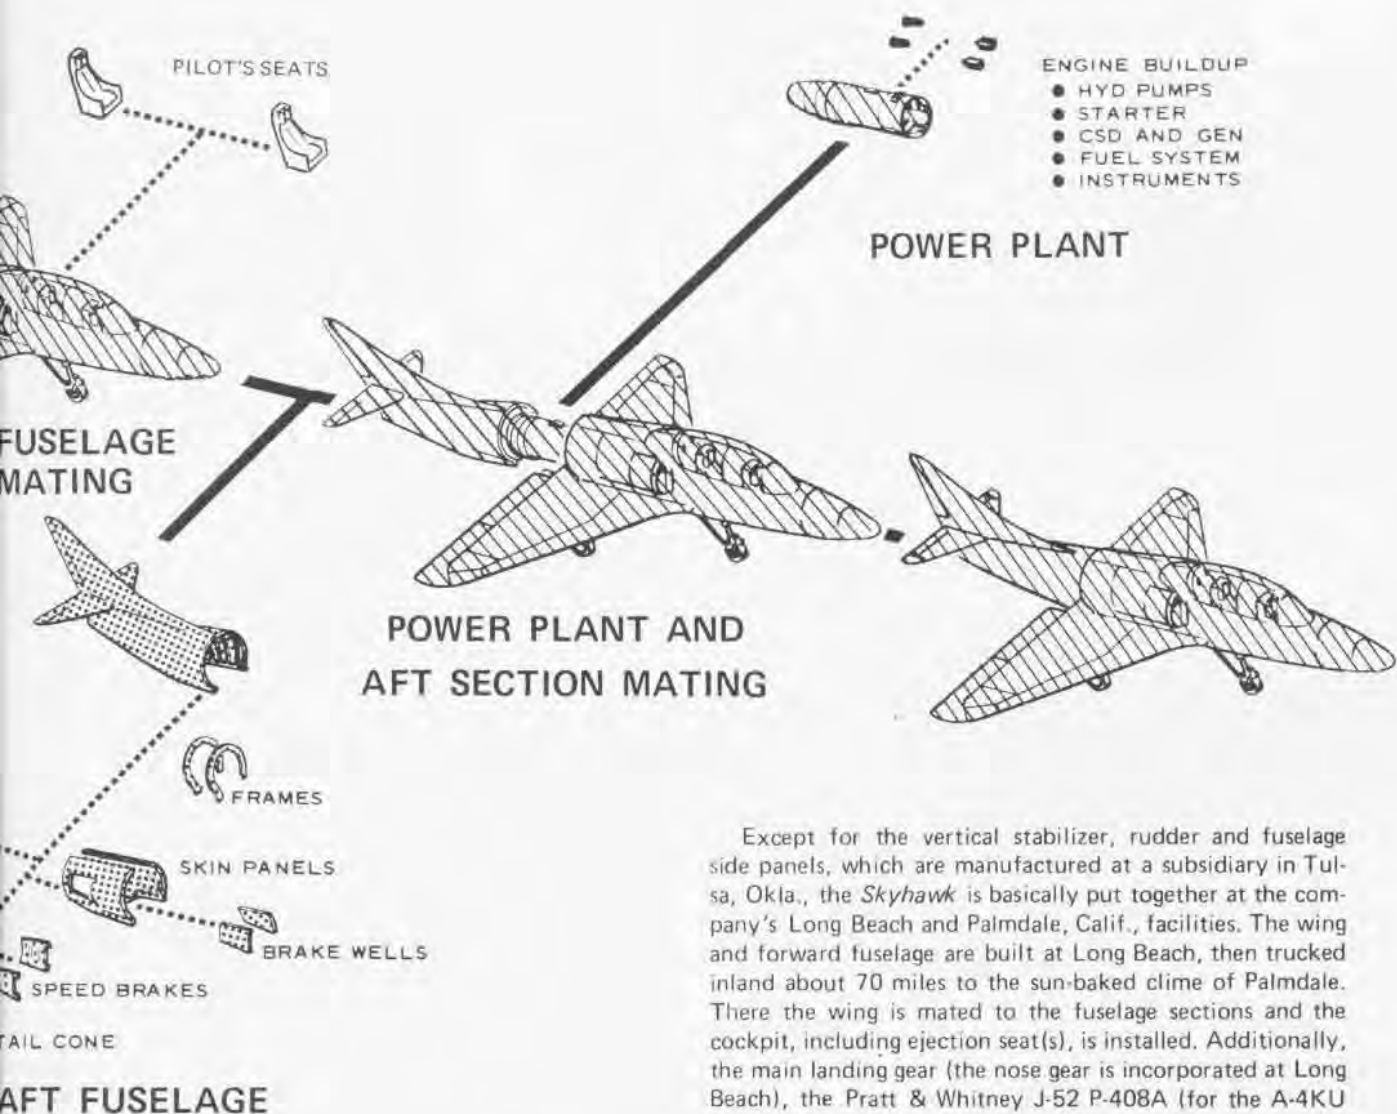 PILOT'S SEATS
ENGINE BUILDUP
● HYD PUMPS
● STARTER
● CSD AND GEN
● FUEL SYSTEM
● INSTRUMENTS
POWER PLANT
FUSELAGE
MATING
POWER PLANT AND
AFT SECTION MATING
FRAMES
SKIN PANELS
BRAKE WELLS
SPEED BRAKES
TAIL CONE
AFT FUSELAGE
Except for the vertical stabilizer, rudder and fuselage
side panels, which are manufactured at a subsidiary in Tul-
sa, Okla., the Skyhawk is basically put together at the com-
pany's Long Beach and Palmdale, Calif., facilities. The wing
and forward fuselage are built at Long Beach, then trucked
inland about 70 miles to the sun-baked clime of Palmdale.
There the wing is mated to the fuselage sections and the
cockpit, including ejection seat(s), is installed. Additionally,
the main landing gear (the nose gear is incorporated at Long
Beach), the Pratt & Whitney J-52 P-408A (for the A-4KU